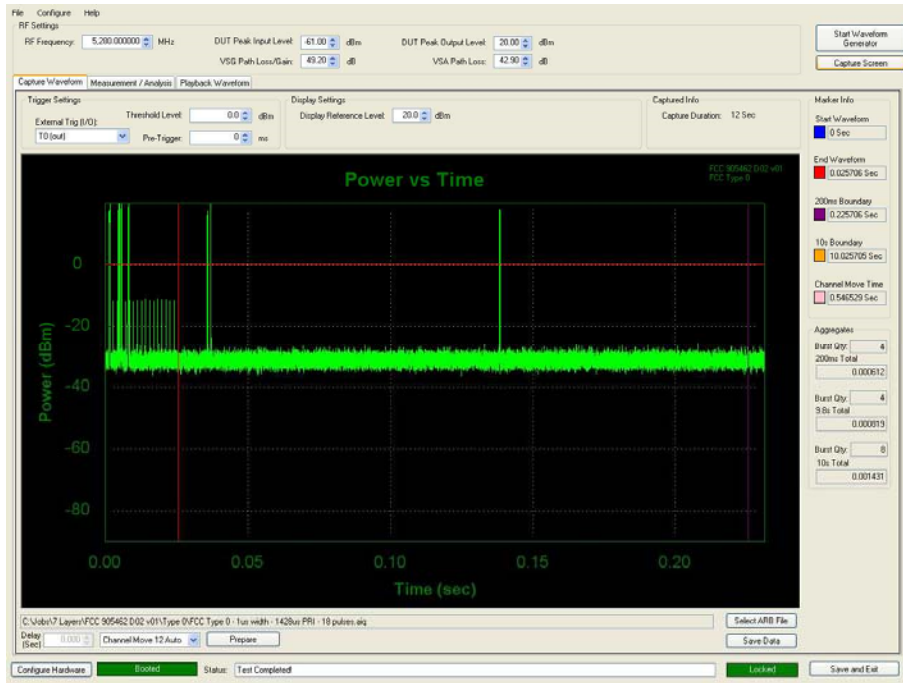 File Configure Help
RF Settings
RF Frequency: 5,280.000000 MHz
DUT Peak Input Level: -61.00 dBm
DUT Peak Output Level: 20.00 dBm
VSG Path Loss/Gain: 49.20 dB
VSA Path Loss: 42.90 dB
Start Waveform Generator
Capture Screen
Capture Waveform Measurement / Analysis Playback Waveform
Trigger Settings
External Trig (I/O):
T0 (out)
Threshold Level: 0.0 dBm
Pre-Trigger: 0 ms
Display Settings
Display Reference Level: 20.0 dBm
Captured Info
Capture Duration: 12 Sec
Marker Info
Start Waveform
0 Sec
End Waveform
0.025706 Sec
200ms Boundary
0.225706 Sec
10s Boundary
10.025705 Sec
Channel Move Time
0.546529 Sec
Aggregates
Burst Qty: 4
200ms Total
0.000612
Burst Qty: 4
9.8s Total
0.000819
Burst Qty: 8
10s Total
0.001431
Power vs Time
FCC 905462 D02 v01
FCC Type 0
Power (dBm)
0
-20
-40
-60
-80
0.00 0.05 0.10 0.15 0.20
Time (sec)
C:\Jobs\7 Layers\FCC 905462 D02 v01\Type 0\FCC Type 0 - 1us width - 1428us PRI - 18 pulses.aiq
Select ARB File
Delay (Sec) 0.000
Channel Move 12 Auto
Prepare
Save Data
Configure Hardware
Booted
Status: Test Completed!
Locked
Save and Exit